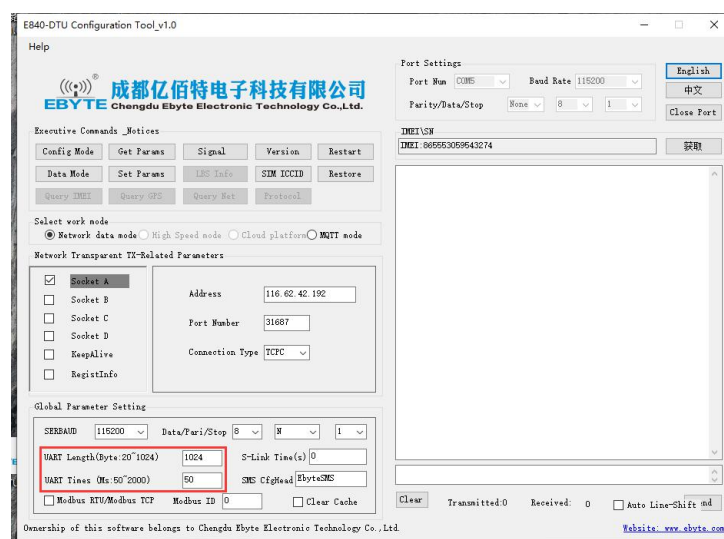 E840-DTU Configuration Tool_v1.0
Help
((ϙ)) ®
成都亿佰特电子科技有限公司
EBYTE Chengdu Ebyte Electronic Technology Co.,Ltd.
Executive Commands _Notices
Config Mode Get Params Signal Version Restart
Data Mode Set Params LBS Info SIM ICCID Restore
Query IMEI Query GPS Query Net Protocol
Select work mode
Network data mode High Speed mode Cloud platform MQTT mode
Network Transparent TX-Related Parameters
Socket A
Socket B
Socket C
Socket D
KeepAlive
RegistInfo
Address 116.62.42.192
Port Number 31687
Connection Type TCPC
Global Parameter Setting
SERBAUD 115200 Data/Pari/Stop 8 N 1
UART Length(Byte:20~1024) 1024 S-Link Time(s) 0
UART Times (Ms:50~2000) 50 SMS CfgHead EbyteSMS
Modbus RTU/Modbus TCP Modbus ID 0 Clear Cache
Port Settings
Port Num COM5 Baud Rate 115200
Parity/Data/Stop None 8 1
English
中文
Close Port
IMEI\SN
IMEI:865553059543274
获取
Clear Transmitted:0 Received: 0 Auto Line-Shift nd
Ownership of this software belongs to Chengdu Ebyte Electronic Technology Co.,Ltd.
Website: www.ebyte.com